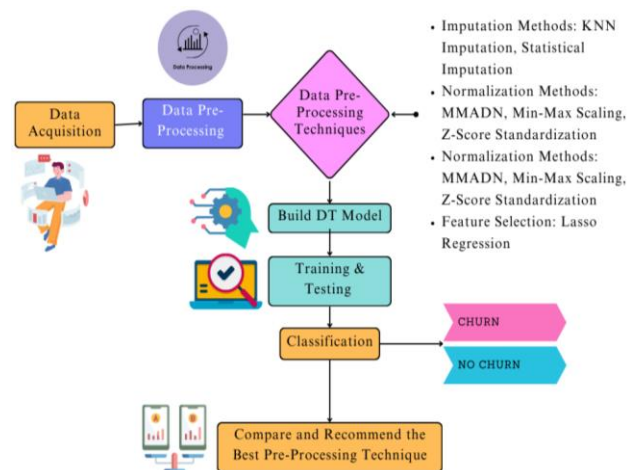 Data Processing
Data
Acquisition
Data Pre-
Processing
Data Pre-
Processing
Techniques
• Imputation Methods: KNN
Imputation, Statistical
Imputation
• Normalization Methods:
MMADN, Min-Max Scaling,
Z-Score Standardization
• Normalization Methods:
MMADN, Min-Max Scaling,
Z-Score Standardization
• Feature Selection: Lasso
Regression
Build DT Model
Training &
Testing
Classification
CHURN
NO CHURN
A
B
Compare and Recommend the
Best Pre-Processing Technique